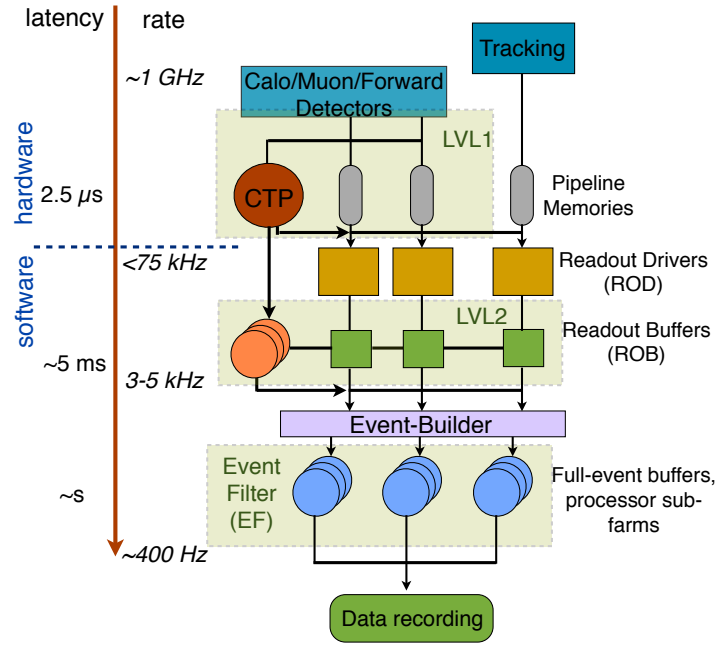 latency
rate
Tracking
~1 GHz
Calo/Muon/Forward
Detectors
LVL1
hardware
2.5 µs
CTP
Pipeline
Memories
<75 kHz
Readout Drivers
(ROD)
software
LVL2
Readout Buffers
(ROB)
~5 ms
3-5 kHz
Event-Builder
Event
Filter
(EF)
Full-event buffers,
processor sub-
farms
~s
~400 Hz
Data recording